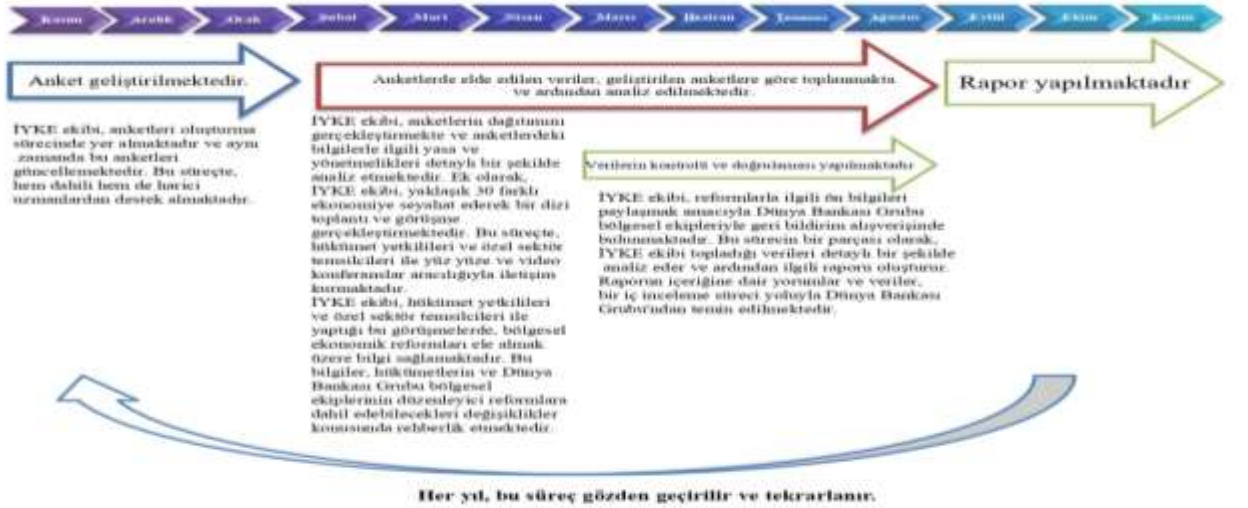 Kasım Aralık Ocak Şubat Mart Nisan Mayıs Haziran Temmuz Ağustos Eylül Ekim Kasım
Anket geliştirilmektedir.
Anketlerde elde edilen veriler, geliştirilen anketlere göre toplanmakta
ve ardından analiz edilmektedir.
Rapor yapılmaktadır
İYKE ekibi, anketleri oluşturma
sürecinde yer almaktadır ve aynı
zamanda bu anketleri
güncellemektedir. Bu süreçte,
hem dahili hem de harici
uzmanlardan destek almaktadır.
İYKE ekibi, anketlerin dağıtımını
gerçekleştirmekte ve anketlerdeki
bilgilerle ilgili yasa ve
yönetmelikleri detaylı bir şekilde
analiz etmektedir. Ek olarak,
İYKE ekibi, yaklaşık 30 farklı
ekonomiye seyahat ederek bir dizi
toplantı ve görüşme
gerçekleştirmektedir. Bu süreçte,
hükümet yetkilileri ve özel sektör
temsilcileri ile yüz yüze ve video
konferanslar aracılığıyla iletişim
kurmaktadır.
İYKE ekibi, hükümet yetkilileri
ve özel sektör temsilcileri ile
yaptığı bu görüşmelerde, bölgesel
ekonomik reformları ele almak
üzere bilgi sağlamaktadır. Bu
bilgiler, hükümetlerin ve Dünya
Bankası Grubu bölgesel
ekiplerinin düzenleyici reformlara
dahil edebilecekleri değişiklikler
konusunda rehberlik etmektedir.
Verilerin kontrolü ve doğrulaması yapılmaktadır
İYKE ekibi, reformlarla ilgili ön bilgileri
paylaşmak amacıyla Dünya Bankası Grubu
bölgesel ekipleriyle geri bildirim alışverişinde
bulunmaktadır. Bu sürecin bir parçası olarak,
İYKE ekibi topladığı verileri detaylı bir şekilde
analiz eder ve ardından ilgili raporu oluşturur.
Raporun içeriğine dair yorumlar ve veriler,
bir iç inceleme süreci yoluyla Dünya Bankası
Grubu'ndan temin edilmektedir.
Her yıl, bu süreç gözden geçirilir ve tekrarlanır.